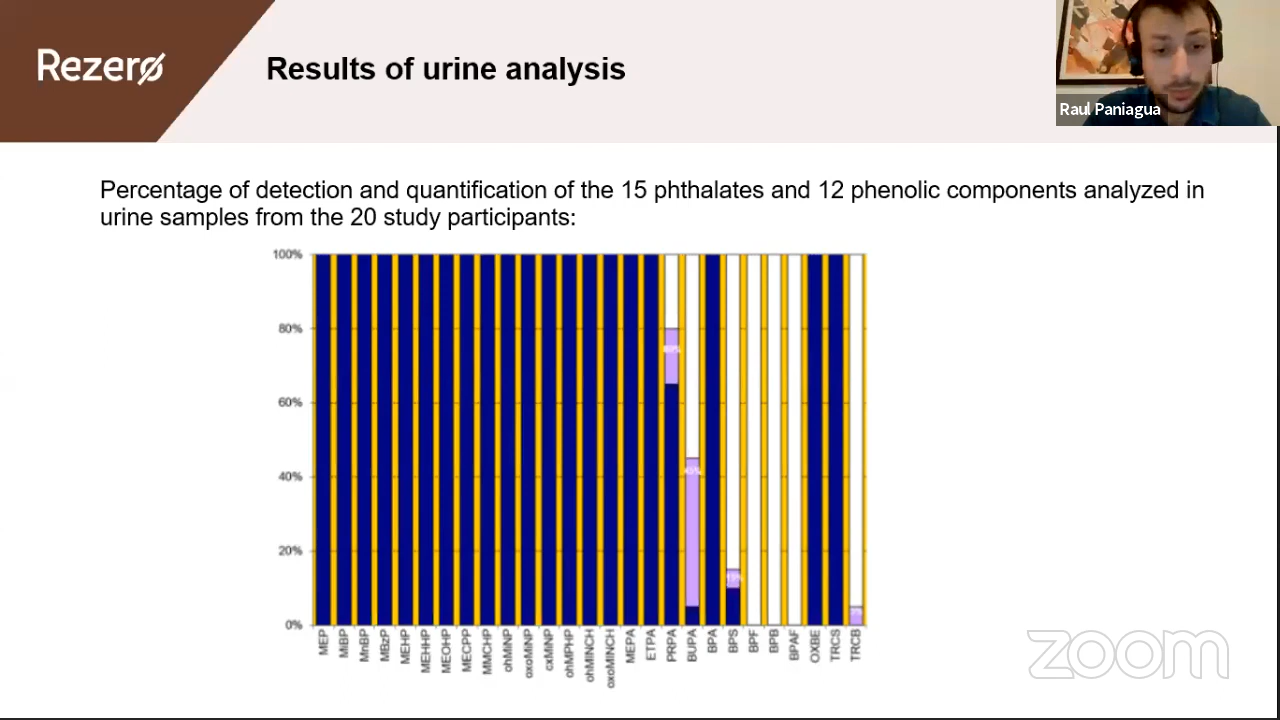 Rezero
Results of urine analysis
Raul Paniagua
Percentage of detection and quantification of the 15 phthalates and 12 phenolic components analyzed in
urine samples from the 20 study participants:
100%
80%
60%
40%
20%
0%
MEP
MiBP
MnBP
MBzP
MEHP
MEHHP
MEOHP
MECPP
MMCHP
ohMiNP
oxoMiNP
cxMiNP
ohMPHP
ohMINCH
oxoMINCH
MEPA
ETPA
PRPA
BUPA
BPA
BPS
BPF
BPB
BPAF
OXBE
TRCS
TRCB
zoom